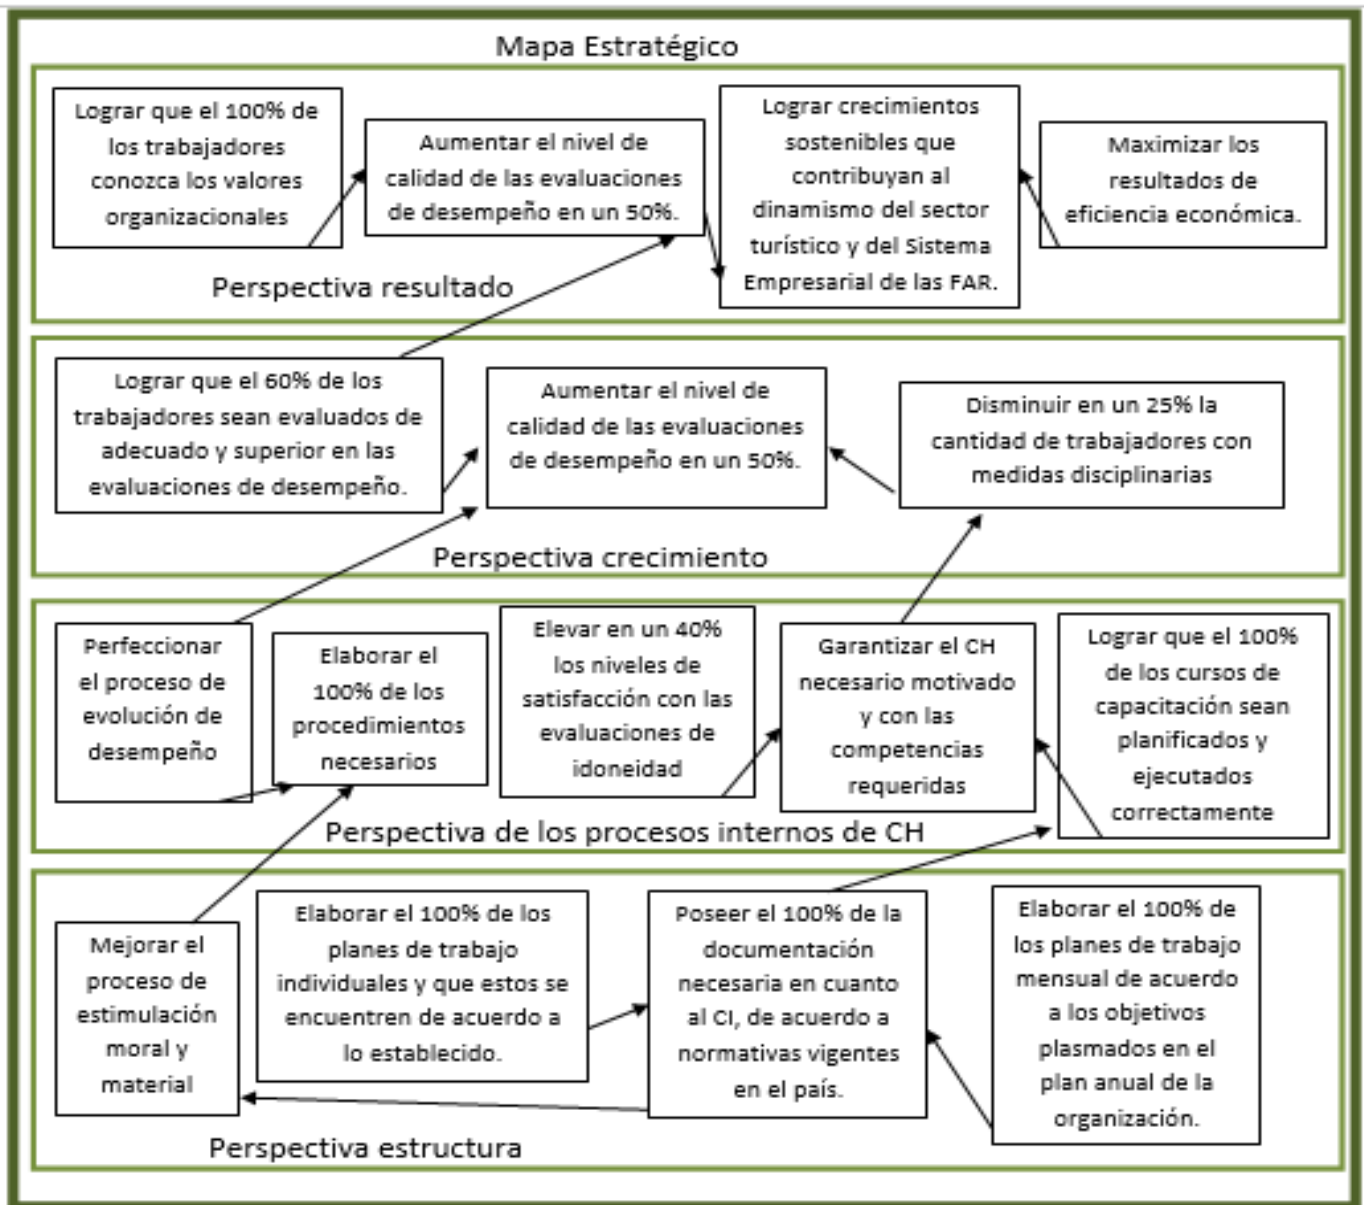 Mapa Estratégico
Lograr que el 100% de
los trabajadores
conozca los valores
organizacionales
Aumentar el nivel de
calidad de las evaluaciones
de desempeño en un 50%.
Lograr crecimientos
sostenibles que
contribuyan al
dinamismo del sector
turístico y del Sistema
Empresarial de las FAR.
Maximizar los
resultados de
eficiencia económica.
Perspectiva resultado
Lograr que el 60% de los
trabajadores sean evaluados de
adecuado y superior en las
evaluaciones de desempeño.
Aumentar el nivel de
calidad de las evaluaciones
de desempeño en un 50%.
Disminuir en un 25% la
cantidad de trabajadores con
medidas disciplinarias
Perspectiva crecimiento
Perfeccionar
el proceso de
evolución de
desempeño
Elaborar el
100% de los
procedimientos
necesarios
Elevar en un 40%
los niveles de
satisfacción con las
evaluaciones de
idoneidad
Garantizar el CH
necesario motivado
y con las
competencias
requeridas
Lograr que el 100%
de los cursos de
capacitación sean
planificados y
ejecutados
correctamente
Perspectiva de los procesos internos de CH
Mejorar el
proceso de
estimulación
moral y
material
Elaborar el 100% de los
planes de trabajo
individuales y que estos se
encuentren de acuerdo a
lo establecido.
Poseer el 100% de la
documentación
necesaria en cuanto
al CI, de acuerdo a
normativas vigentes
en el país.
Elaborar el 100% de
los planes de trabajo
mensual de acuerdo
a los objetivos
plasmados en el
plan anual de la
organización.
Perspectiva estructura